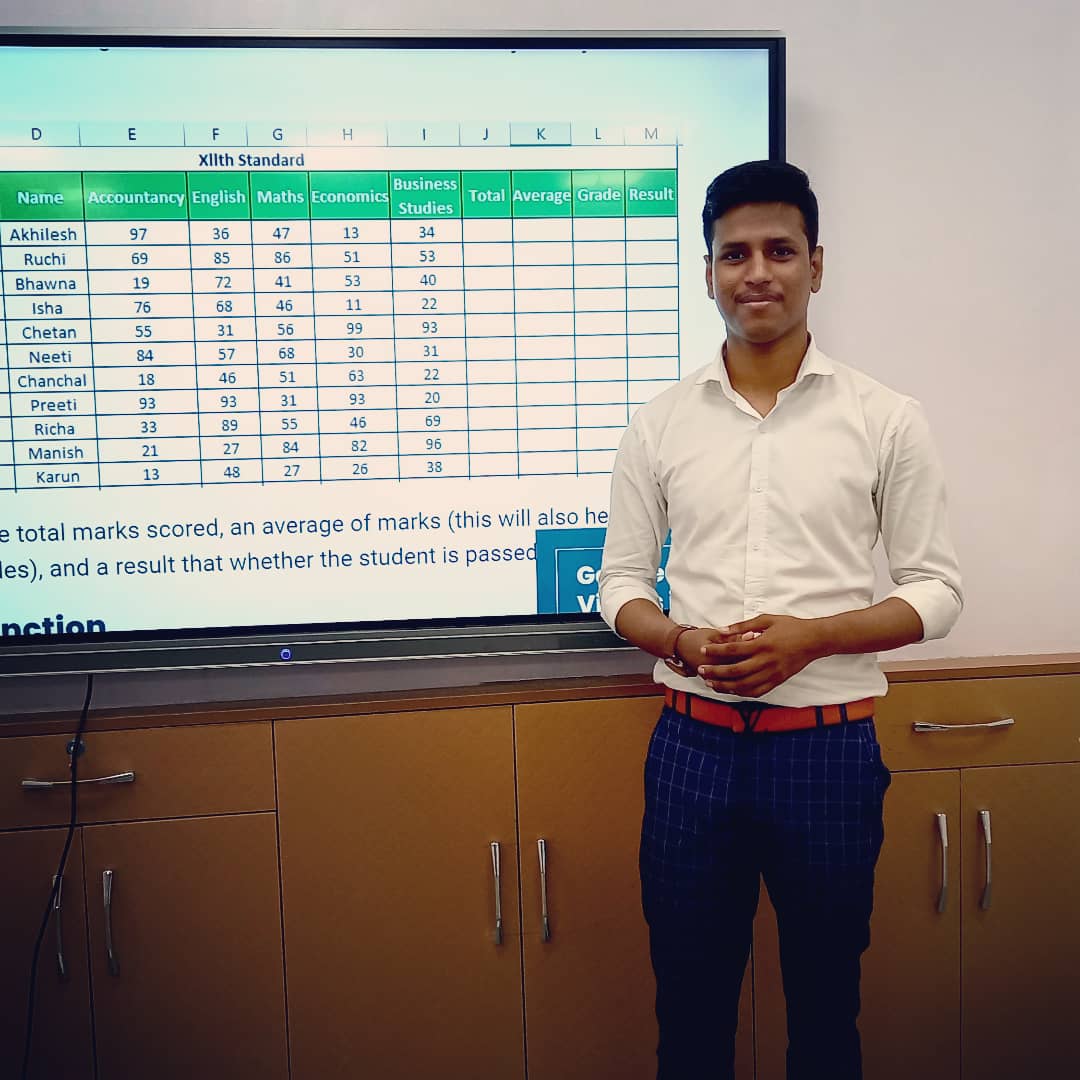 D E F G H I J K L M
XIIth Standard
Name Accountancy English Maths Economics Business Studies Total Average Grade Result
Akhilesh 97 36 47 13 34
Ruchi 69 85 86 51 53
Bhawna 19 72 41 53 40
Isha 76 68 46 11 22
Chetan 55 31 56 99 93
Neeti 84 57 68 30 31
Chanchal 18 46 51 63 22
Preeti 93 93 31 93 20
Richa 33 89 55 46 69
Manish 21 27 84 82 96
Karun 13 48 27 26 38
e total marks scored, an average of marks (this will also he
les), and a result that whether the student is passed
nction